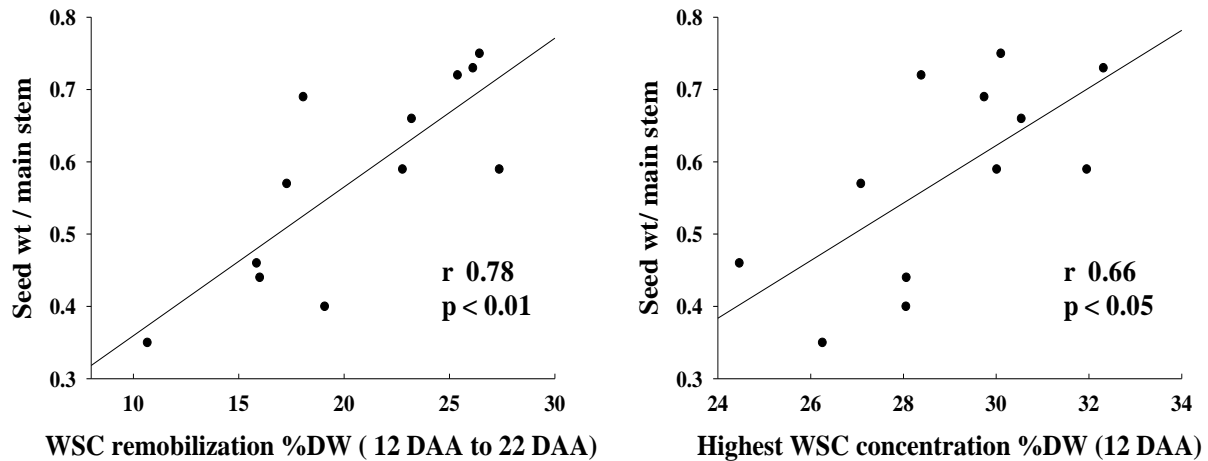 Seed wt / main stem
0.8
0.7
0.6
0.5
0.4
0.3
r 0.78
p < 0.01
10 15 20 25 30
WSC remobilization %DW ( 12 DAA to 22 DAA)
Seed wt/ main stem
0.8
0.7
0.6
0.5
0.4
0.3
r 0.66
p < 0.05
24 26 28 30 32 34
Highest WSC concentration %DW (12 DAA)